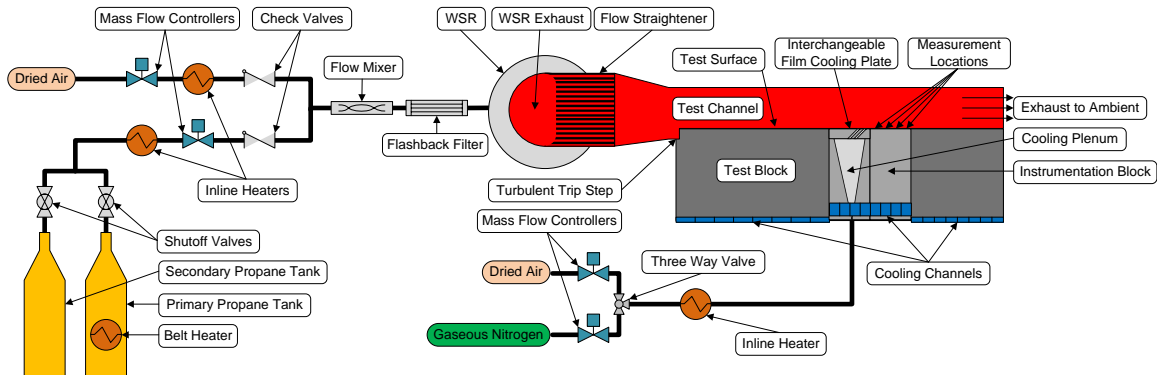 Mass Flow Controllers
Check Valves
WSR
WSR Exhaust
Flow Straightener
Interchangeable
Film Cooling Plate
Measurement
Locations
Test Surface
Dried Air
Flow Mixer
Test Channel
Exhaust to Ambient
Flashback Filter
Cooling Plenum
Test Block
Instrumentation Block
Inline Heaters
Turbulent Trip Step
Mass Flow Controllers
Shutoff Valves
Secondary Propane Tank
Dried Air
Three Way Valve
Cooling Channels
Primary Propane Tank
Belt Heater
Gaseous Nitrogen
Inline Heater